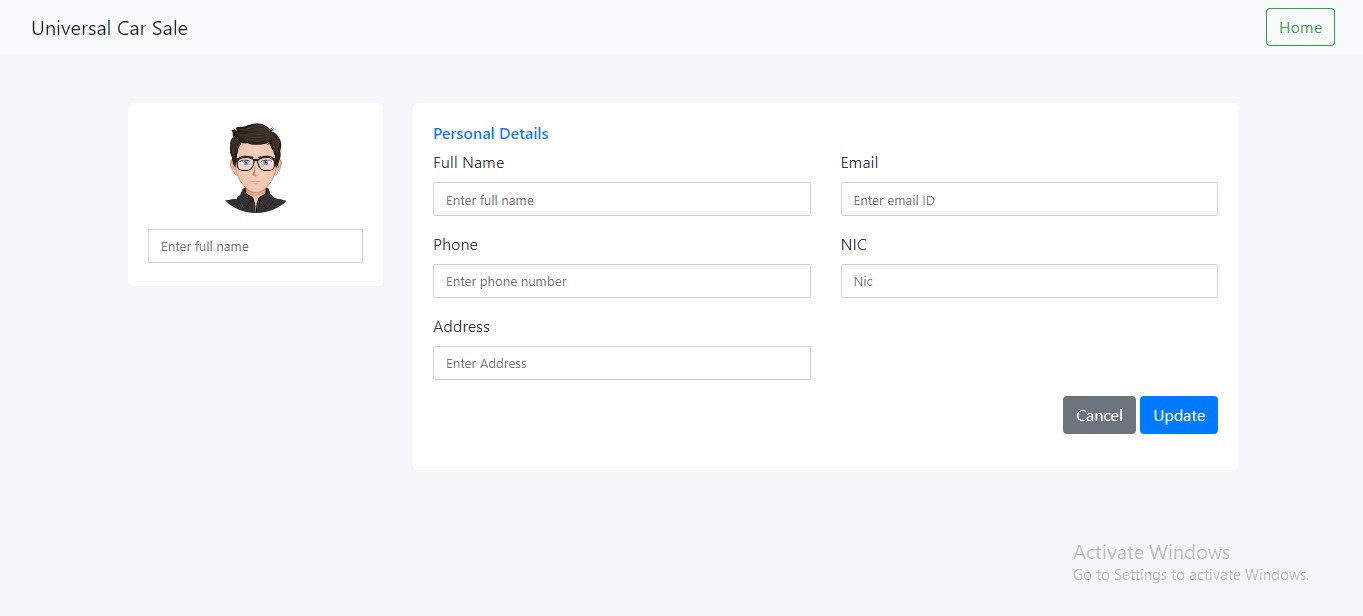 Universal Car Sale
Home
Enter full name
Personal Details
Full Name
Email
Enter full name
Enter email ID
Phone
NIC
Enter phone number
Nic
Address
Enter Address
Cancel
Update
Activate Windows
Go to Settings to activate Windows.